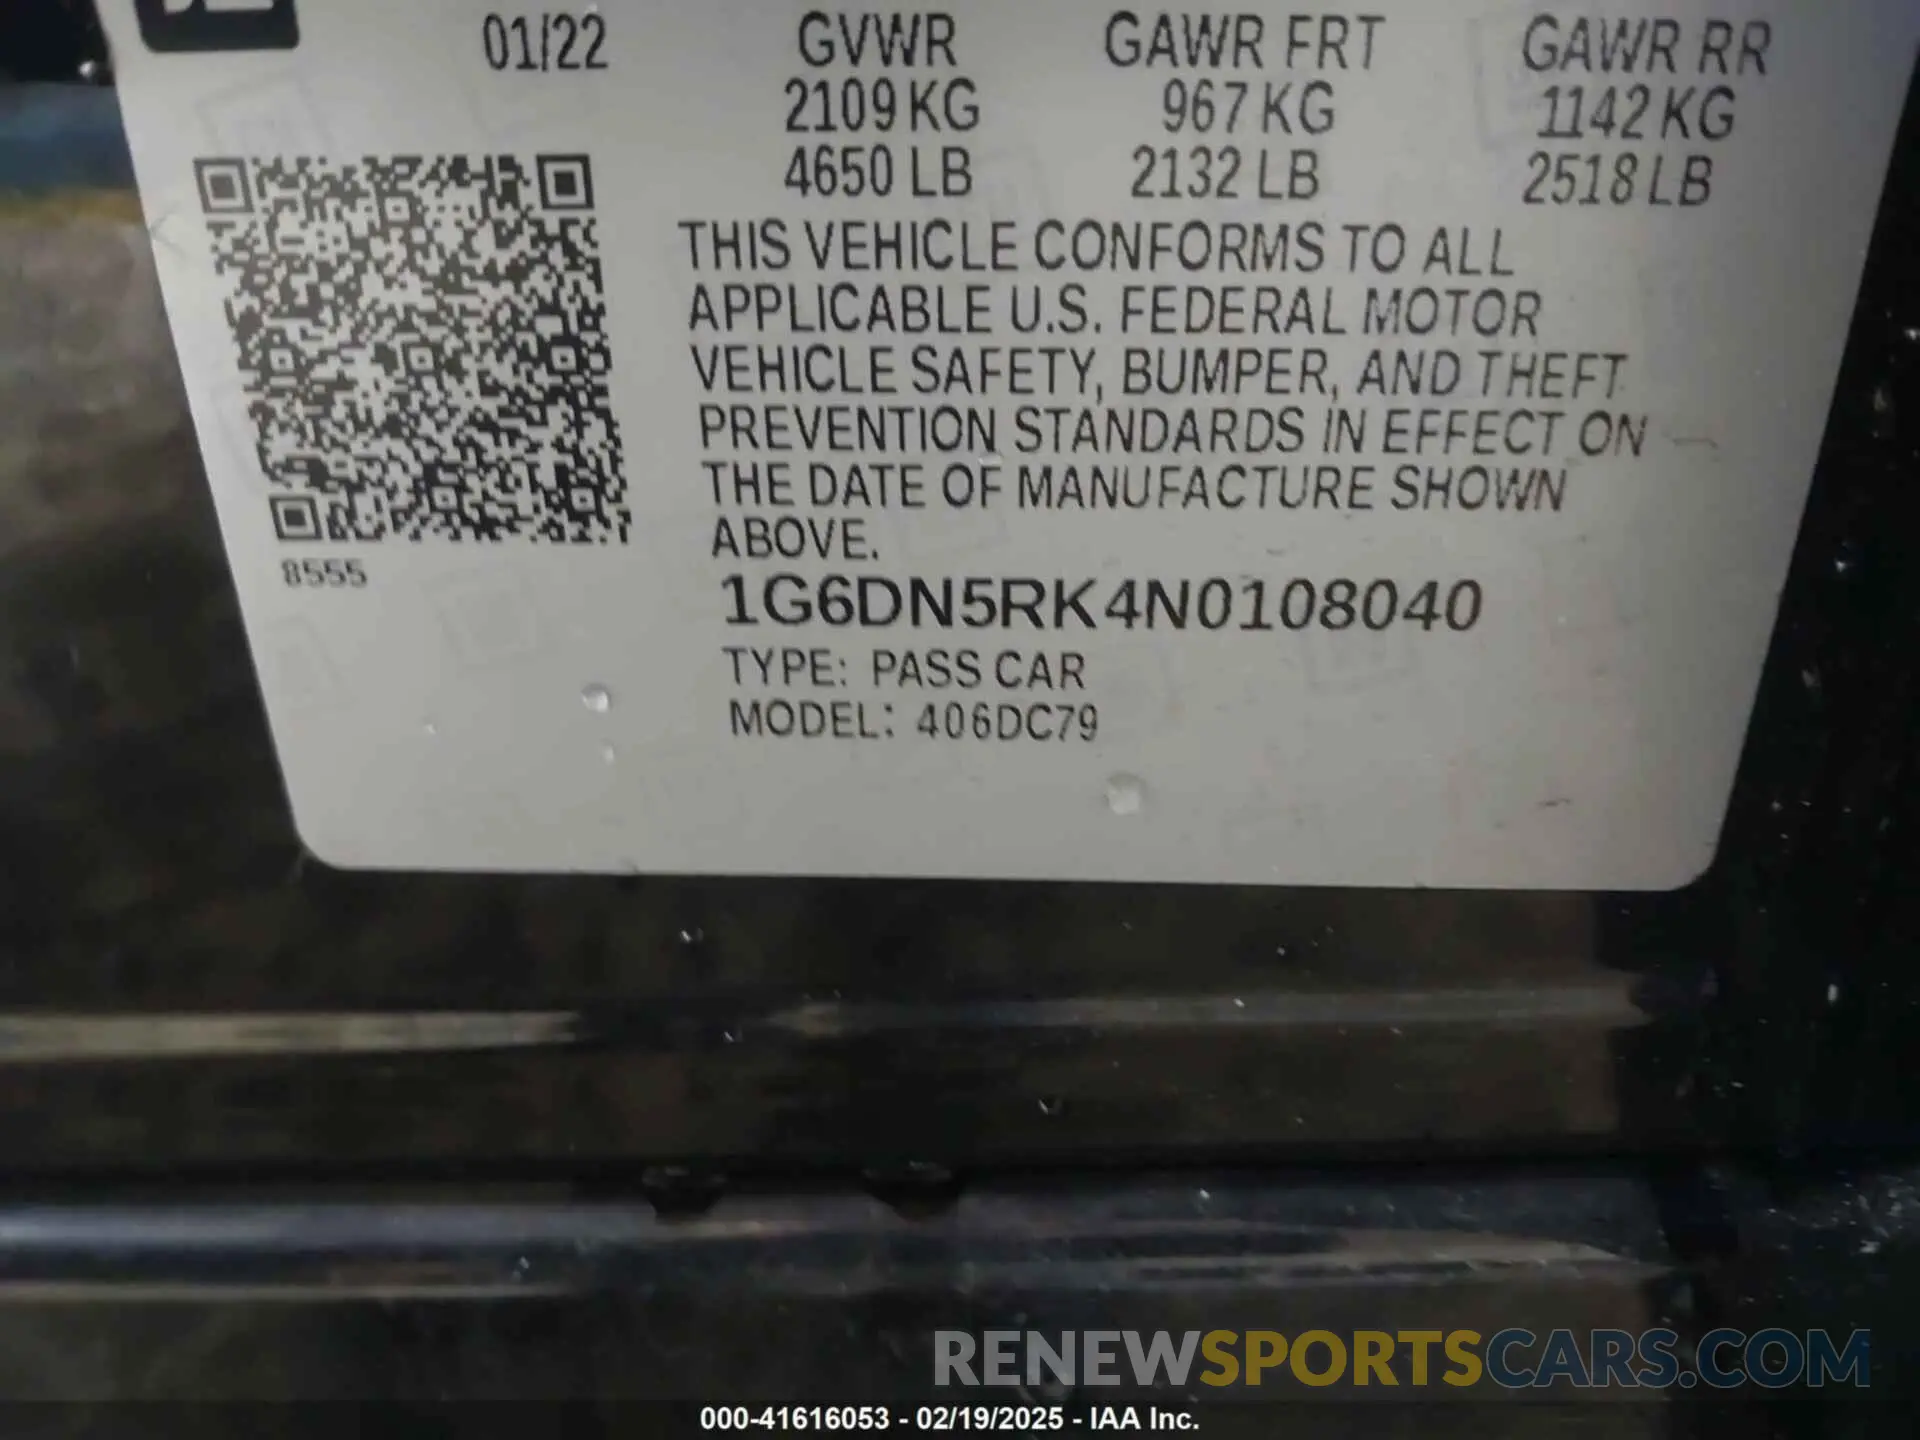 01/22 GVWR GAWR FRT GAWR RR
2109 KG 967 KG 1142 KG
4650 LB 2132 LB 2518 LB
THIS VEHICLE CONFORMS TO ALL
APPLICABLE U.S. FEDERAL MOTOR
VEHICLE SAFETY, BUMPER, AND THEFT
PREVENTION STANDARDS IN EFFECT ON
THE DATE OF MANUFACTURE SHOWN
ABOVE.
8555
1G6DN5RK4N0108040
TYPE: PASS CAR
MODEL: 406DC79
RENEWSPORTSCARS.COM
000-41616053 - 02/19/2025 - IAA Inc.